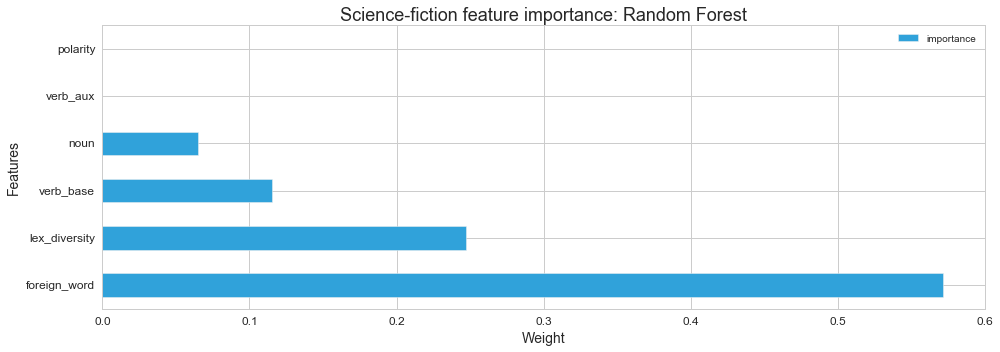 Science-fiction feature importance: Random Forest
importance
polarity
verb_aux
noun
verb_base
lex_diversity
foreign_word
Features
0.0 0.1 0.2 0.3 0.4 0.5 0.6
Weight